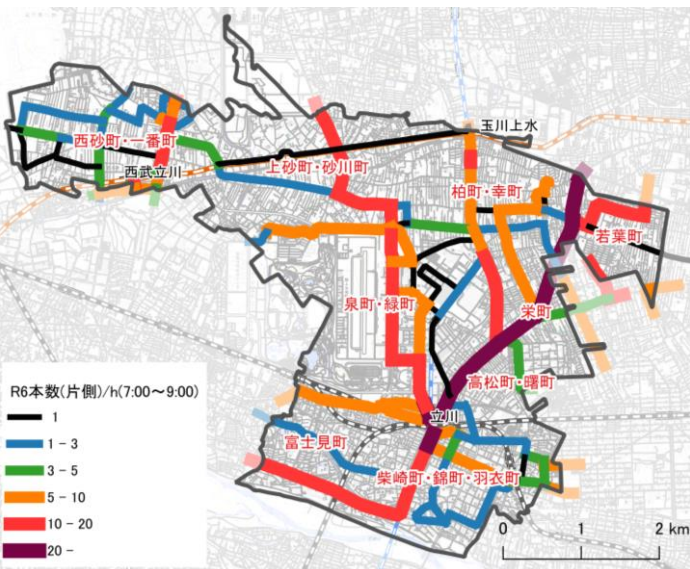 玉川上水
西砂町・一番町
上砂町・砂川町
西武立川
柏町・幸町
若葉町
泉町・緑町
栄町
R6本数(片側)/h(7:00～9:00)
高松町・曙町
1
立川
1 - 3
富士見町
3 - 5
柴崎町・錦町・羽衣町
5 - 10
10 - 20
0 1 2 km
20 -